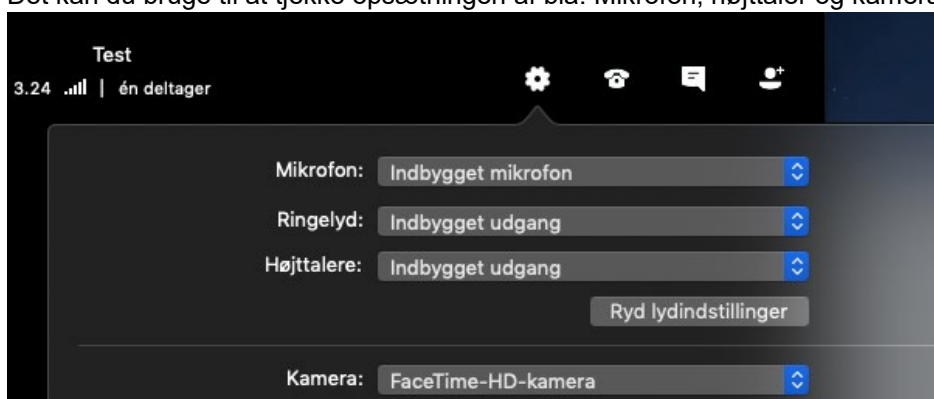 Det kan du bruge til at tjekke opsætningen af bla. Mikrofon, højttaler og kamera
Test
3.24 | én deltager
Mikrofon: Indbygget mikrofon
Ringelyd: Indbygget udgang
Højttalere: Indbygget udgang
Ryd lydindstillinger
Kamera: FaceTime-HD-kamera